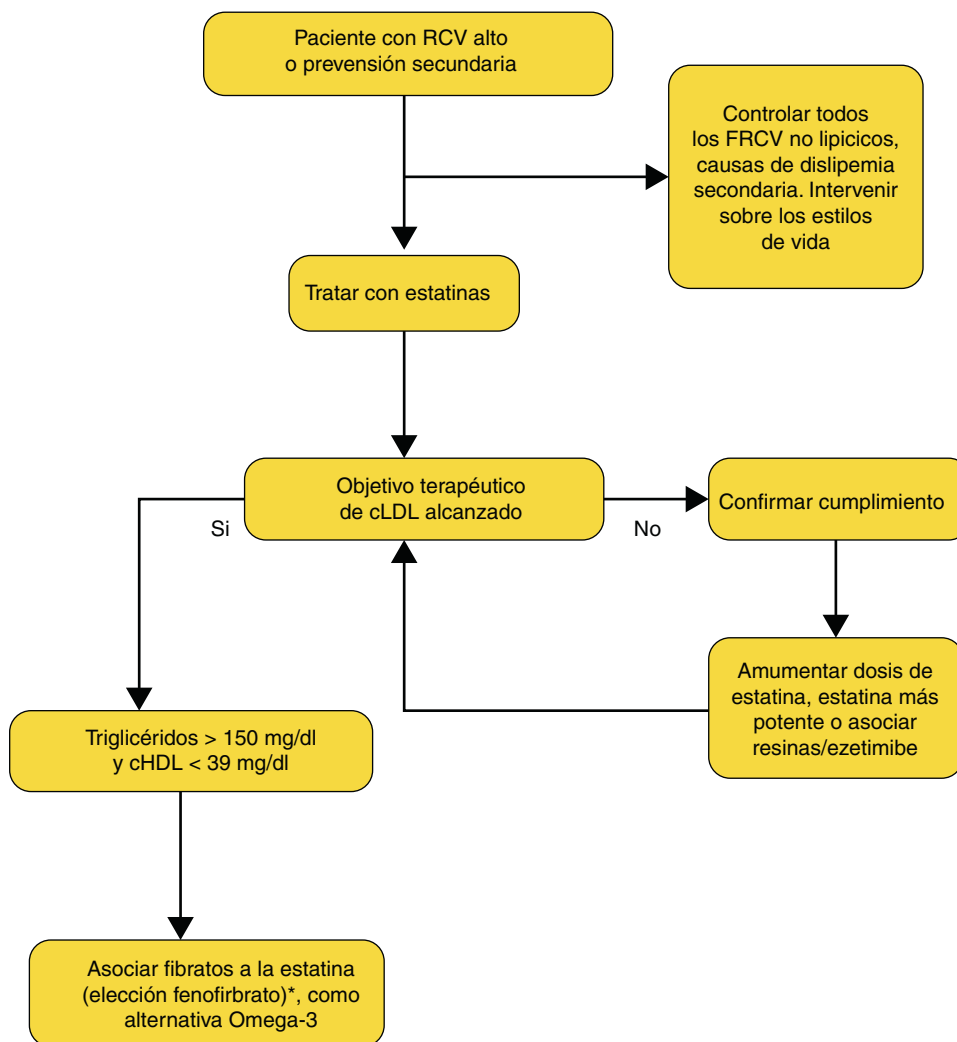 Paciente con RCV alto
o prevención secundaria
Controlar todos
los FRCV no lipicicos,
causas de dislipemia
secundaria. Intervenir
sobre los estilos
de vida
Tratar con estatinas
Objetivo terapéutico
de cLDL alcanzado
Si
No
Confirmar cumplimiento
Amumentar dosis de
estatina, estatina más
potente o asociar
resinas/ezetimibe
Triglicéridos > 150 mg/dl
y cHDL < 39 mg/dl
Asociar fibratos a la estatina
(elección fenofirbrato)*, como
alternativa Omega-3